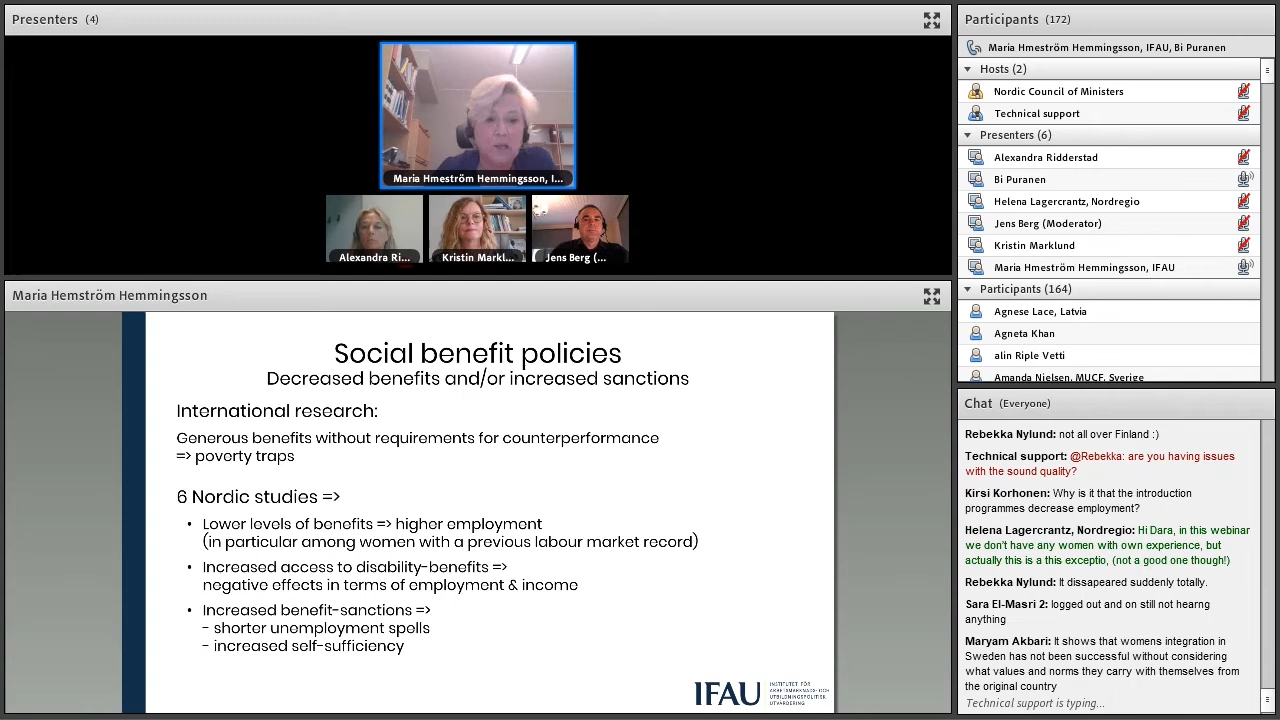 Presenters (4)
Maria Hmeström Hemmingsson, I...
Alexandra Ri...
Kristin Markl...
Jens Berg (...
Maria Hemström Hemmingsson
Social benefit policies
Decreased benefits and/or increased sanctions
International research:
Generous benefits without requirements for counterperformance
=> poverty traps
6 Nordic studies =>
• Lower levels of benefits => higher employment
(in particular among women with a previous labour market record)
• Increased access to disability-benefits =>
negative effects in terms of employment & income
• Increased benefit-sanctions =>
- shorter unemployment spells
- increased self-sufficiency
IFAU
INSTITUTET FÖR
ARBETSMARKNADS- OCH
UTBILDNINGSPOLITISK
UTVÄRDERING
Participants (172)
Maria Hmeström Hemmingsson, IFAU, Bi Puranen
Hosts (2)
Nordic Council of Ministers
Technical support
Presenters (6)
Alexandra Ridderstad
Bi Puranen
Helena Lagercrantz, Nordregio
Jens Berg (Moderator)
Kristin Marklund
Maria Hmeström Hemmingsson, IFAU
Participants (164)
Agnese Lace, Latvia
Agneta Khan
alin Riple Vetti
Amanda Nielsen, MUCF, Sverige
Chat (Everyone)
Rebekka Nylund: not all over Finland :)
Technical support: @Rebekka: are you having issues
with the sound quality?
Kirsi Korhonen: Why is it that the introduction
programmes decrease employment?
Helena Lagercrantz, Nordregio: Hi Dara, in this webinar
we don't have any women with own experience, but
actually this is a this exceptio, (not a good one though!)
Rebekka Nylund: It dissapeared suddenly totally.
Sara El-Masri 2: logged out and on still not hearng
anything
Maryam Akbari: It shows that womens integration in
Sweden has not been successful without considering
what values and norms they carry with themselves from
the original country
Technical support is typing...